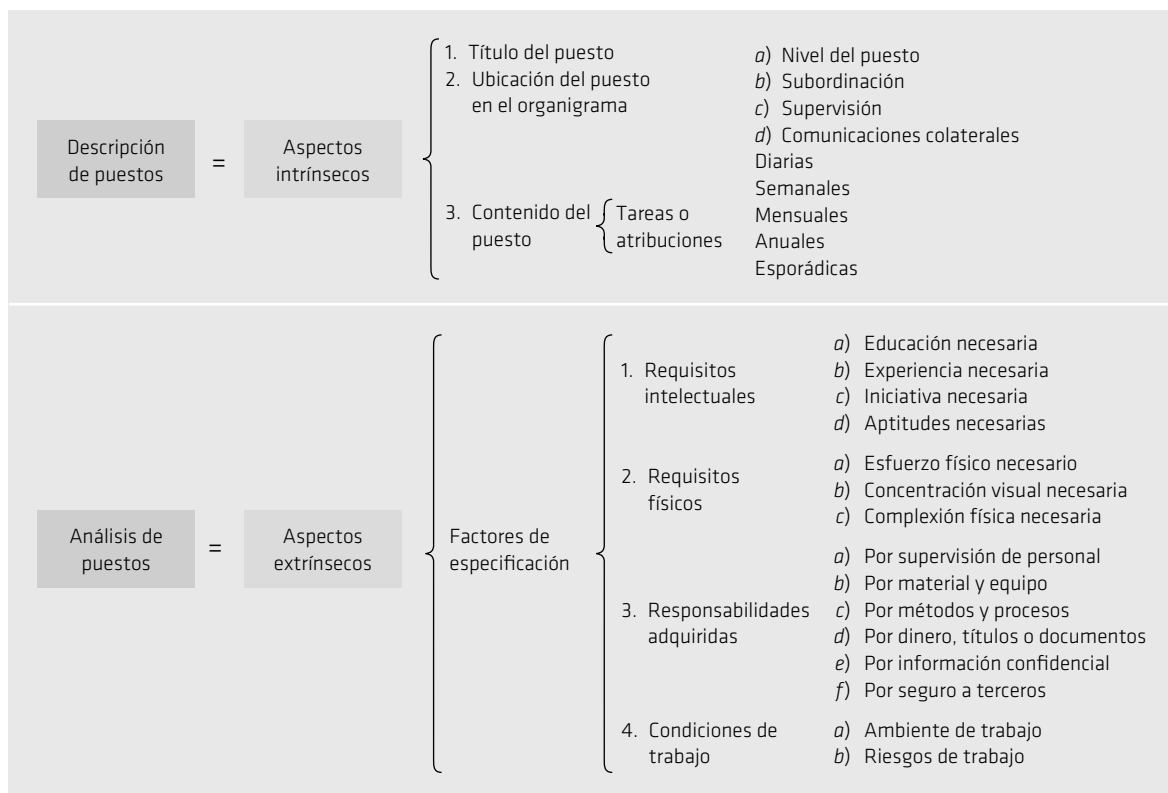 Descripción
de puestos
=
Aspectos
intrínsecos
1. Título del puesto
2. Ubicación del puesto
en el organigrama
a) Nivel del puesto
b) Subordinación
c) Supervisión
d) Comunicaciones colaterales
3. Contenido del
puesto
Tareas o
atribuciones
Diarias
Semanales
Mensuales
Anuales
Esporádicas
Análisis de
puestos
=
Aspectos
extrínsecos
Factores de
especificación
1. Requisitos
intelectuales
a) Educación necesaria
b) Experiencia necesaria
c) Iniciativa necesaria
d) Aptitudes necesarias
2. Requisitos
físicos
a) Esfuerzo físico necesario
b) Concentración visual necesaria
c) Complexión física necesaria
3. Responsabilidades
adquiridas
a) Por supervisión de personal
b) Por material y equipo
c) Por métodos y procesos
d) Por dinero, títulos o documentos
e) Por información confidencial
f) Por seguro a terceros
4. Condiciones de
trabajo
a) Ambiente de trabajo
b) Riesgos de trabajo